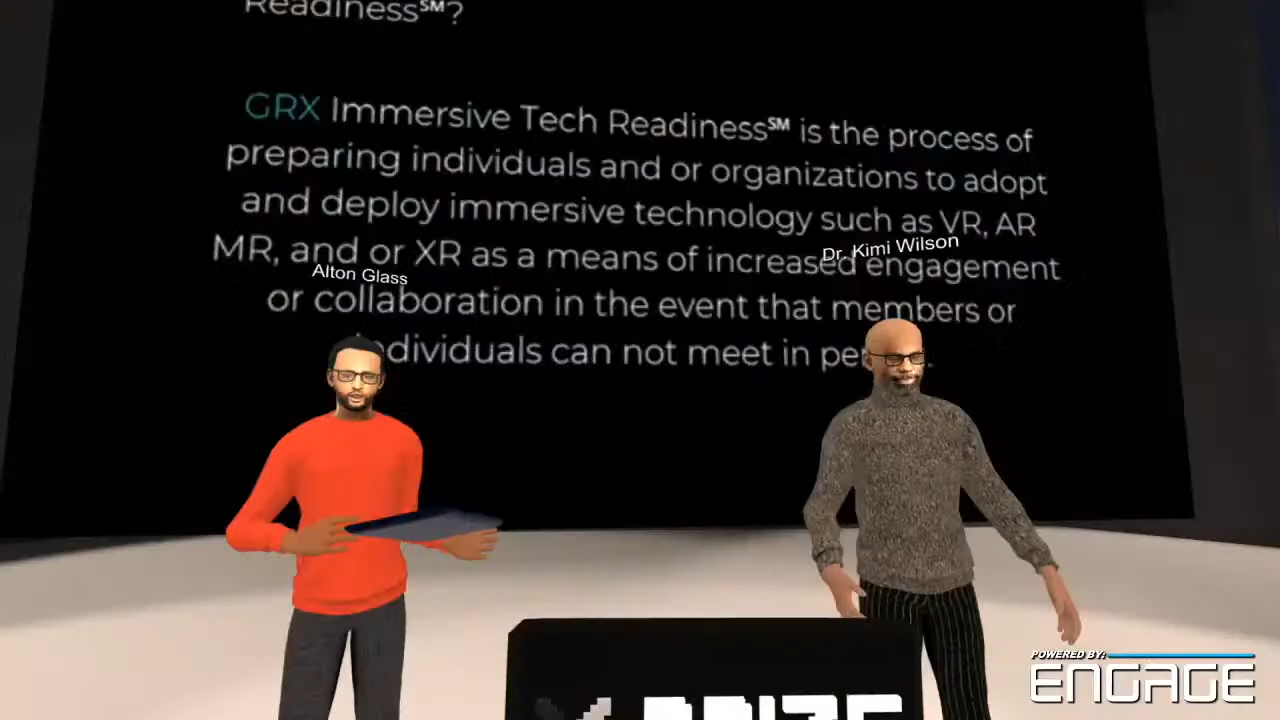 Readiness℠?
GRX Immersive Tech Readiness℠ is the process of
preparing individuals and or organizations to adopt
and deploy immersive technology such as VR, AR
MR, and or XR as a means of increased engagement
or collaboration in the event that members or
individuals can not meet in
Dr. Kimi Wilson
Alton Glass
XPRIZE
POWERED BY:
ENGAGE